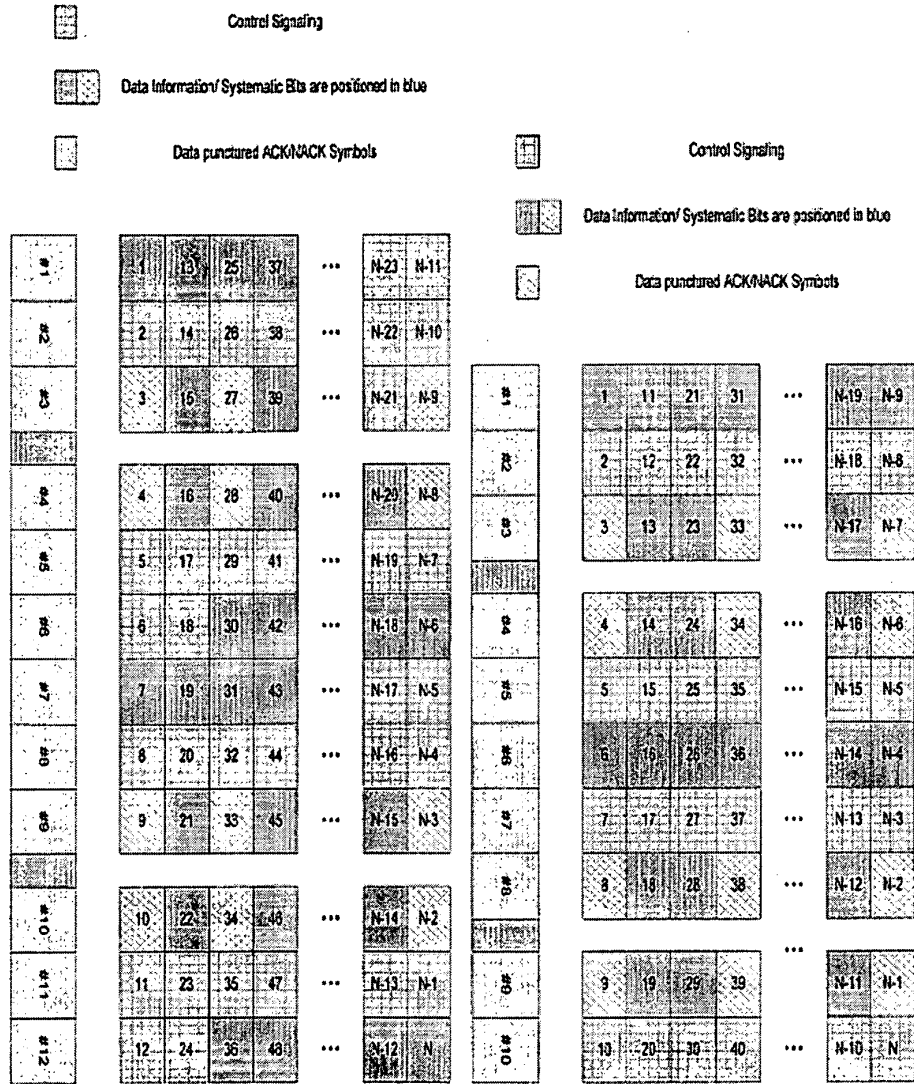 Control Signaling
Data Information/ Systematic Bits are positioned in blue
Data punctured ACK/NACK Symbols
#1 1 13 25 37 ... N-23 N-11
#2 2 14 26 38 ... N-22 N-10
#3 3 15 27 39 ... N-21 N-9
#4 4 16 28 40 ... N-20 N-8
#5 5 17 29 41 ... N-19 N-7
#6 6 18 30 42 ... N-18 N-6
#7 7 19 31 43 ... N-17 N-5
#8 8 20 32 44 ... N-16 N-4
#9 9 21 33 45 ... N-15 N-3
#10 10 22 34 46 ... N-14 N-2
#11 11 23 35 47 ... N-13 N-1
#12 12 24 36 48 ... N-12 N
Control Signaling
Data Information/ Systematic Bits are positioned in blue
Data punctured ACK/NACK Symbols
#1 1 11 21 31 ... N-19 N-9
#2 2 12 22 32 ... N-18 N-8
#3 3 13 23 33 ... N-17 N-7
#4 4 14 24 34 ... N-16 N-6
#5 5 15 25 35 ... N-15 N-5
#6 6 16 26 36 ... N-14 N-4
#7 7 17 27 37 ... N-13 N-3
#8 8 18 28 38 ... N-12 N-2
...
#9 9 19 29 39 N-11 N-1
#10 10 20 30 40 ... N-10 N